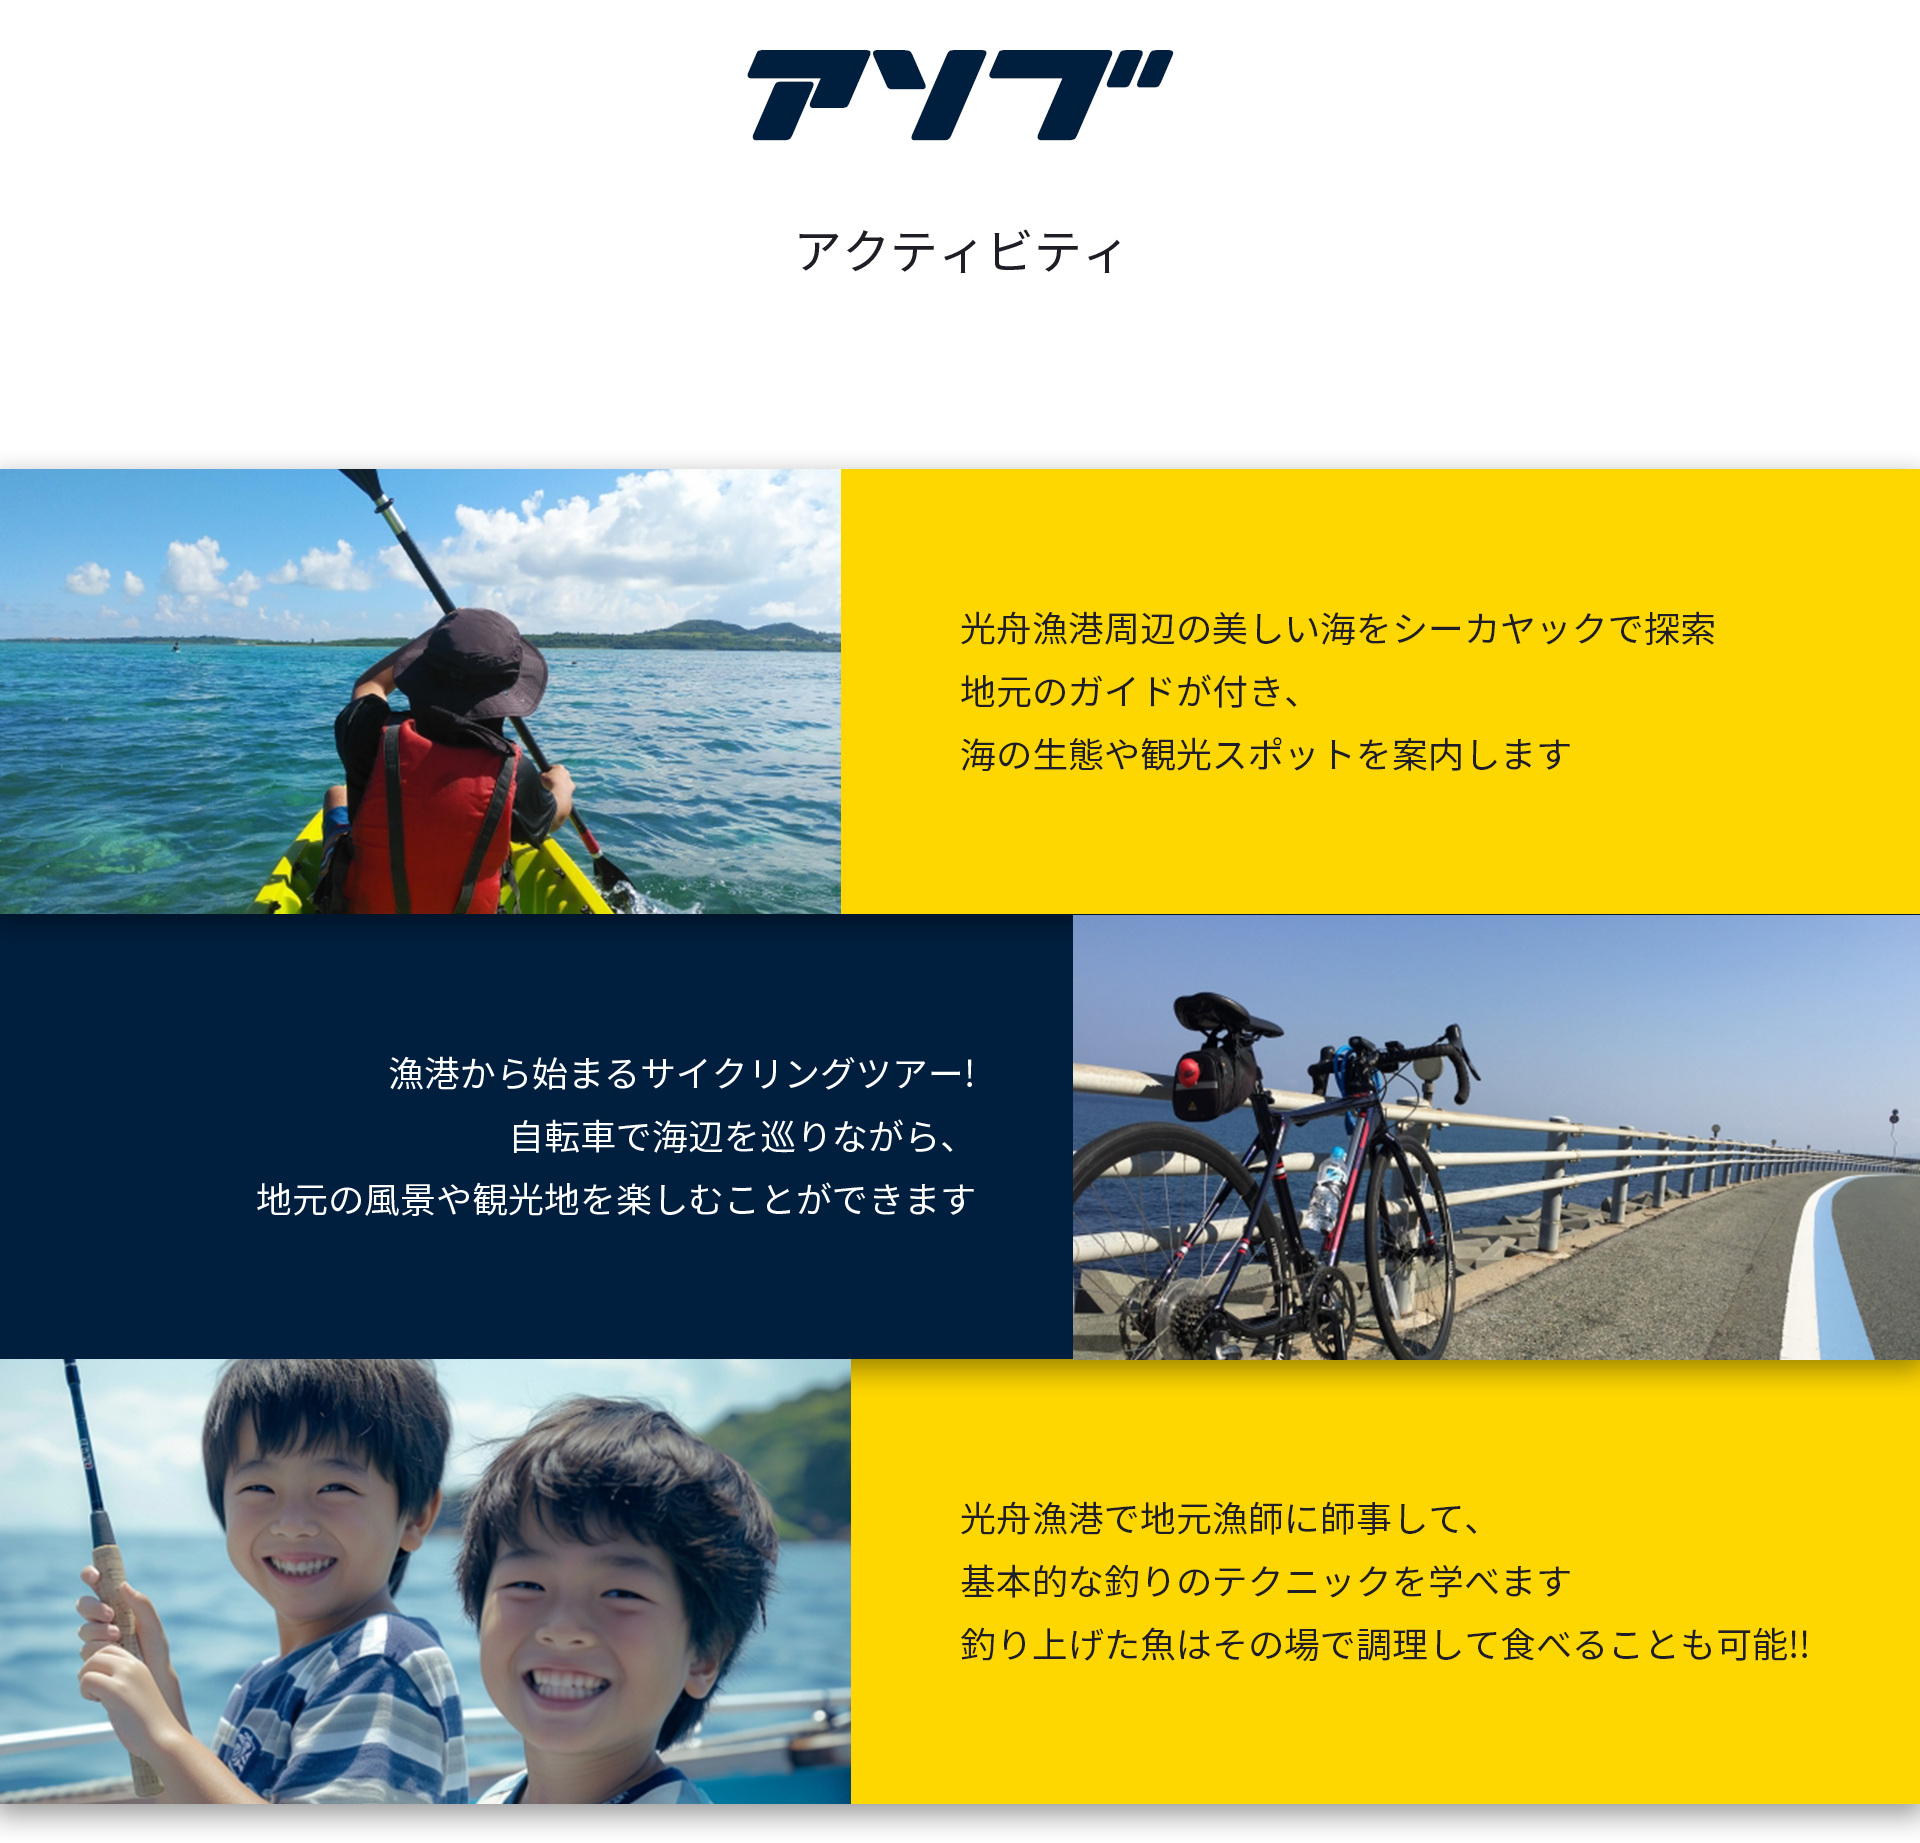 アソブ
アクティビティ
光舟漁港周辺の美しい海をシーカヤックで探索
地元のガイドが付き、
海の生態や観光スポットを案内します
漁港から始まるサイクリングツアー!
自転車で海辺を巡りながら、
地元の風景や観光地を楽しむことができます
光舟漁港で地元漁師に師事して、
基本的な釣りのテクニックを学べます
釣り上げた魚はその場で調理して食べることも可能!!